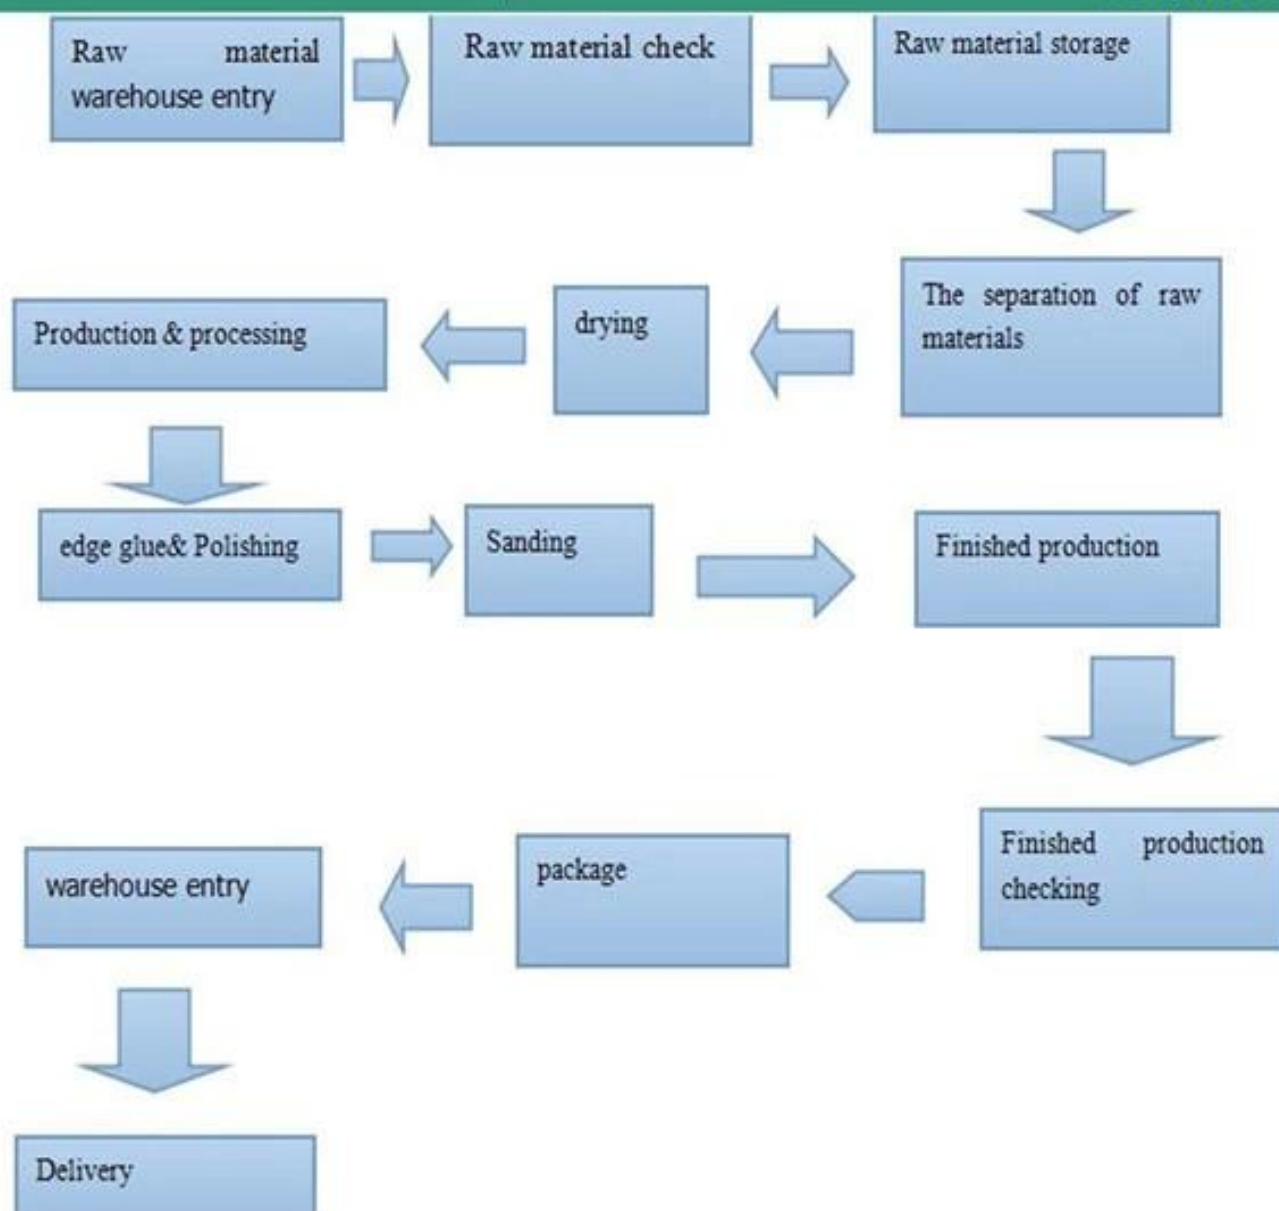 Raw material
warehouse entry
Raw material check
Raw material storage
The separation of raw
materials
drying
Production & processing
edge glue& Polishing
Sanding
Finished production
Finished production
checking
package
warehouse entry
Delivery